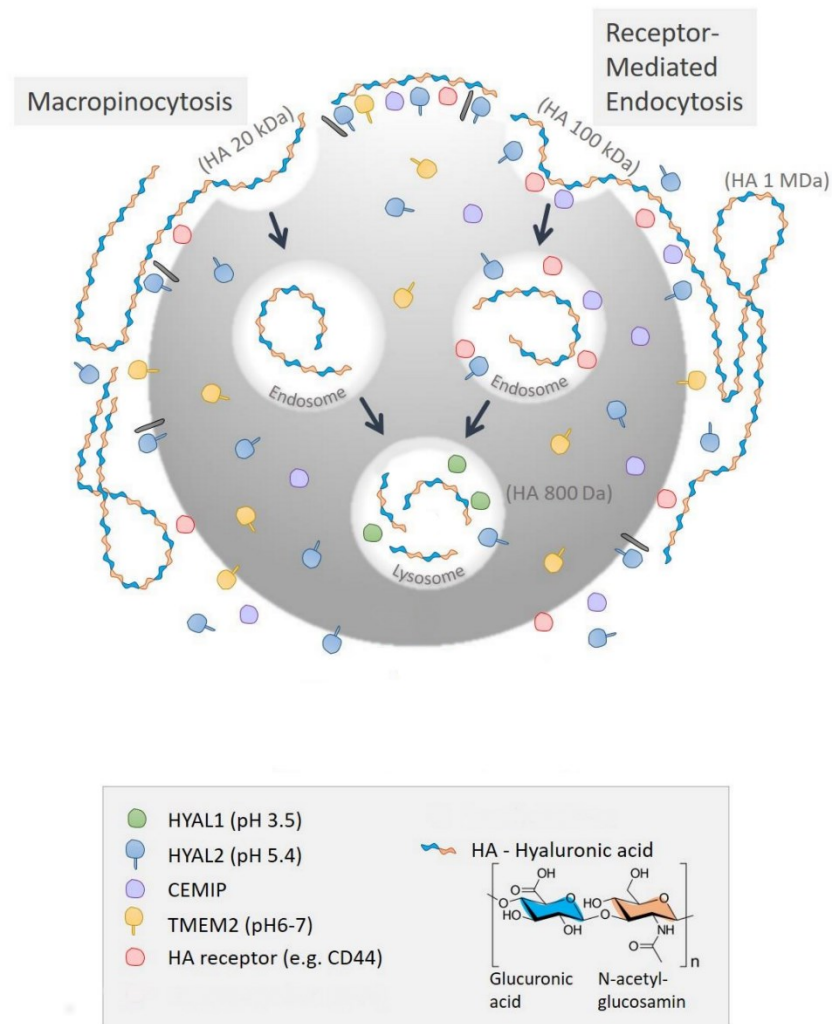 Receptor-
Mediated
Endocytosis
Macropinocytosis
(HA 20 kDa)
(HA 100 kDa)
(HA 1 MDa)
Endosome
Endosome
(HA 800 Da)
Lysosome
HYAL1 (pH 3.5)
HYAL2 (pH 5.4)
CEMIP
TMEM2 (pH6-7)
HA receptor (e.g. CD44)
HA - Hyaluronic acid
OH
OH
O
O
O
O
HO
HO
OH
O
NH
O
n
Glucuronic
acid
N-acetyl-
glucosamin